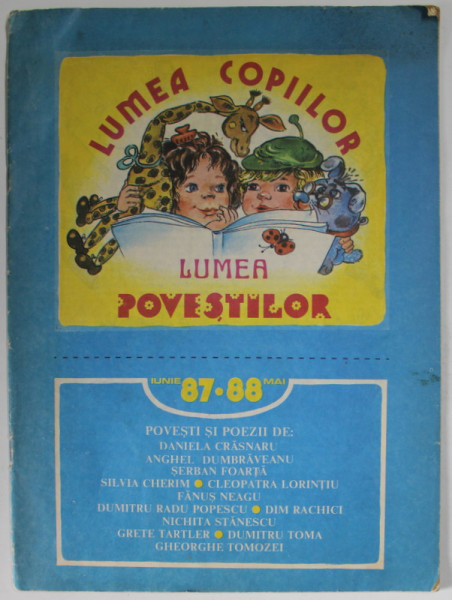 LUMEA COPIILOR
LUMEA
POVEȘTILOR
IUNIE 87•88 MAI
POVEȘTI ȘI POEZII DE:
DANIELA CRĂSNARU
ANGHEL DUMBRĂVEANU
ȘERBAN FOARȚĂ
SILVIA CHERIM • CLEOPATRA LORINȚIU
FĂNUȘ NEAGU
DUMITRU RADU POPESCU • DIM RACHICI
NICHITA STĂNESCU
GRETE TARTLER • DUMITRU TOMA
GHEORGHE TOMOZEI